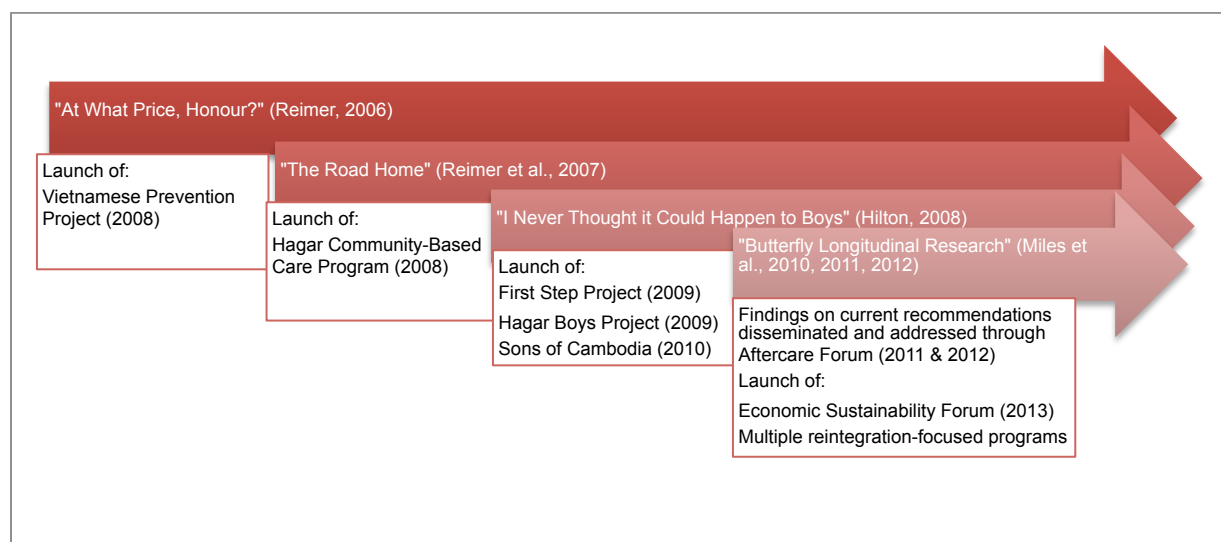 "At What Price, Honour?" (Reimer, 2006)
Launch of:
Vietnamese Prevention
Project (2008)
"The Road Home" (Reimer et al., 2007)
Launch of:
Hagar Community-Based
Care Program (2008)
"I Never Thought it Could Happen to Boys" (Hilton, 2008)
Launch of:
First Step Project (2009)
Hagar Boys Project (2009)
Sons of Cambodia (2010)
"Butterfly Longitudinal Research" (Miles
et al., 2010, 2011, 2012)
Findings on current recommendations
disseminated and addressed through
Aftercare Forum (2011 & 2012)
Launch of:
Economic Sustainability Forum (2013)
Multiple reintegration-focused programs